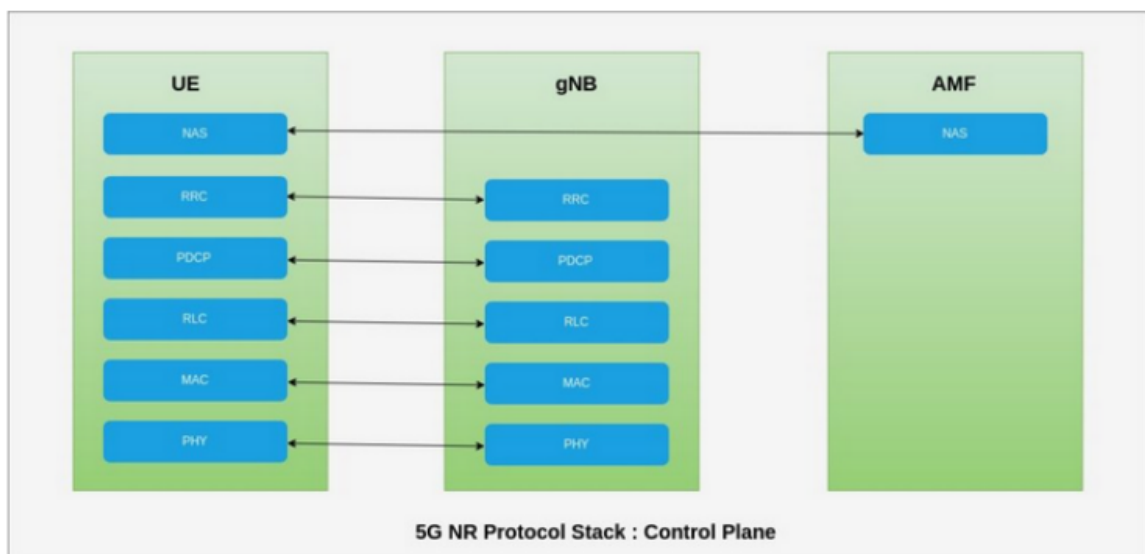 UE
gNB
AMF
NAS
NAS
RRC
RRC
PDCP
PDCP
RLC
RLC
MAC
MAC
PHY
PHY
5G NR Protocol Stack : Control Plane